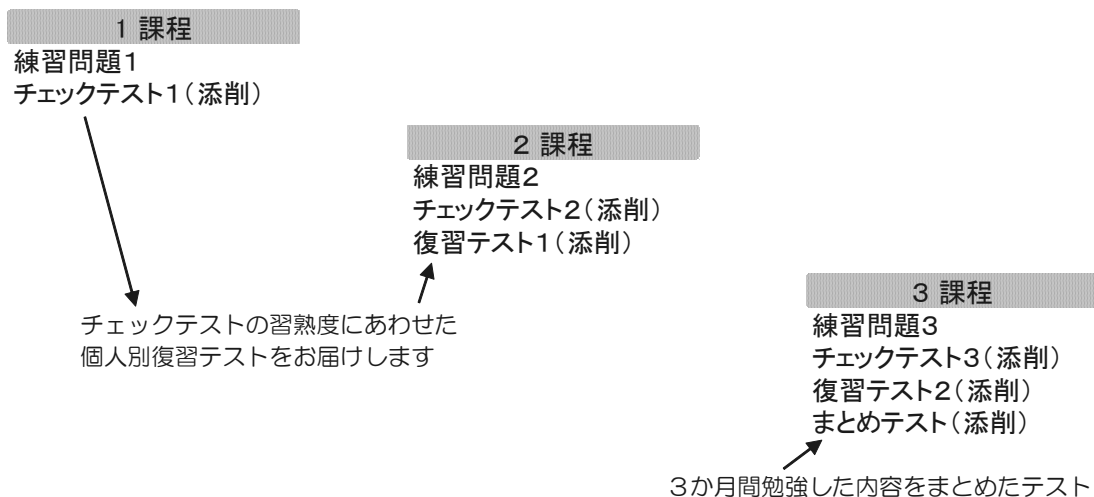 1 課程
練習問題1
チェックテスト1(添削)
2 課程
練習問題2
チェックテスト2(添削)
復習テスト1(添削)
チェックテストの習熟度にあわせた
個人別復習テストをお届けします
3 課程
練習問題3
チェックテスト3(添削)
復習テスト2(添削)
まとめテスト(添削)
3か月間勉強した内容をまとめたテスト